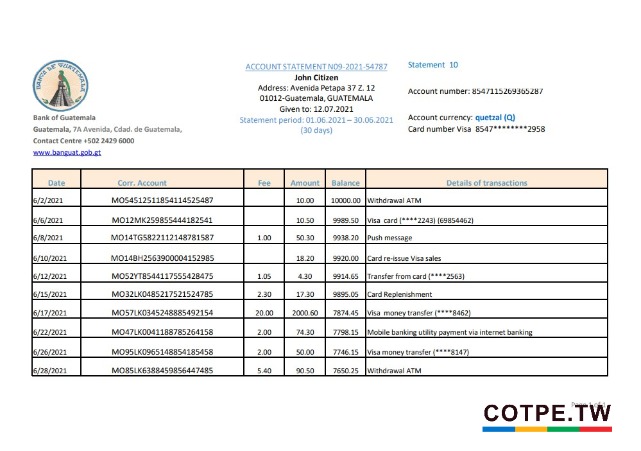 BANCO DE GUATEMALA
ACCOUNT STATEMENT N09-2021-54787
John Citizen
Address: Avenida Petapa 37 Z. 12
01012-Guatemala, GUATEMALA
Given to: 12.07.2021
Statement period: 01.06.2021 – 30.06.2021
(30 days)
Statement 10
Account number: 8547115269365287
Account currency: quetzal (Q)
Card number Visa 8547********2958
Bank of Guatemala
Guatemala, 7A Avenida, Cdad. de Guatemala,
Contact Centre +502 2429 6000
www.banguat.gob.gt
Date Corr. Account Fee Amount Balance Details of transactions
6/2/2021 MO54512511854114525487 10.00 10000.00 Withdrawal ATM
6/6/2021 MO12MK259855444182541 10.50 9989.50 Visa card (****2243) (69854462)
6/8/2021 MO14TG5822112148781587 1.00 50.30 9938.20 Push message
6/10/2021 MO14BH2563900004152985 18.20 9920.00 Card re-issue Visa sales
6/12/2021 MO52YT8544117555428475 1.05 4.30 9914.65 Transfer from card (****2563)
6/15/2021 MO32LK0485217521524785 2.30 17.30 9895.05 Card Replenishment
6/17/2021 MO57LK0345248885492154 20.00 2000.60 7874.45 Visa money transfer (****8462)
6/22/2021 MO47LK0041188785264158 2.00 74.30 7798.15 Mobile banking utility payment via internet banking
6/26/2021 MO95LK0965148854185458 2.00 50.00 7746.15 Visa money transfer (****8147)
6/28/2021 MO85LK6388459856447485 5.40 90.50 7650.25 Withdrawal ATM
COTPE.TW